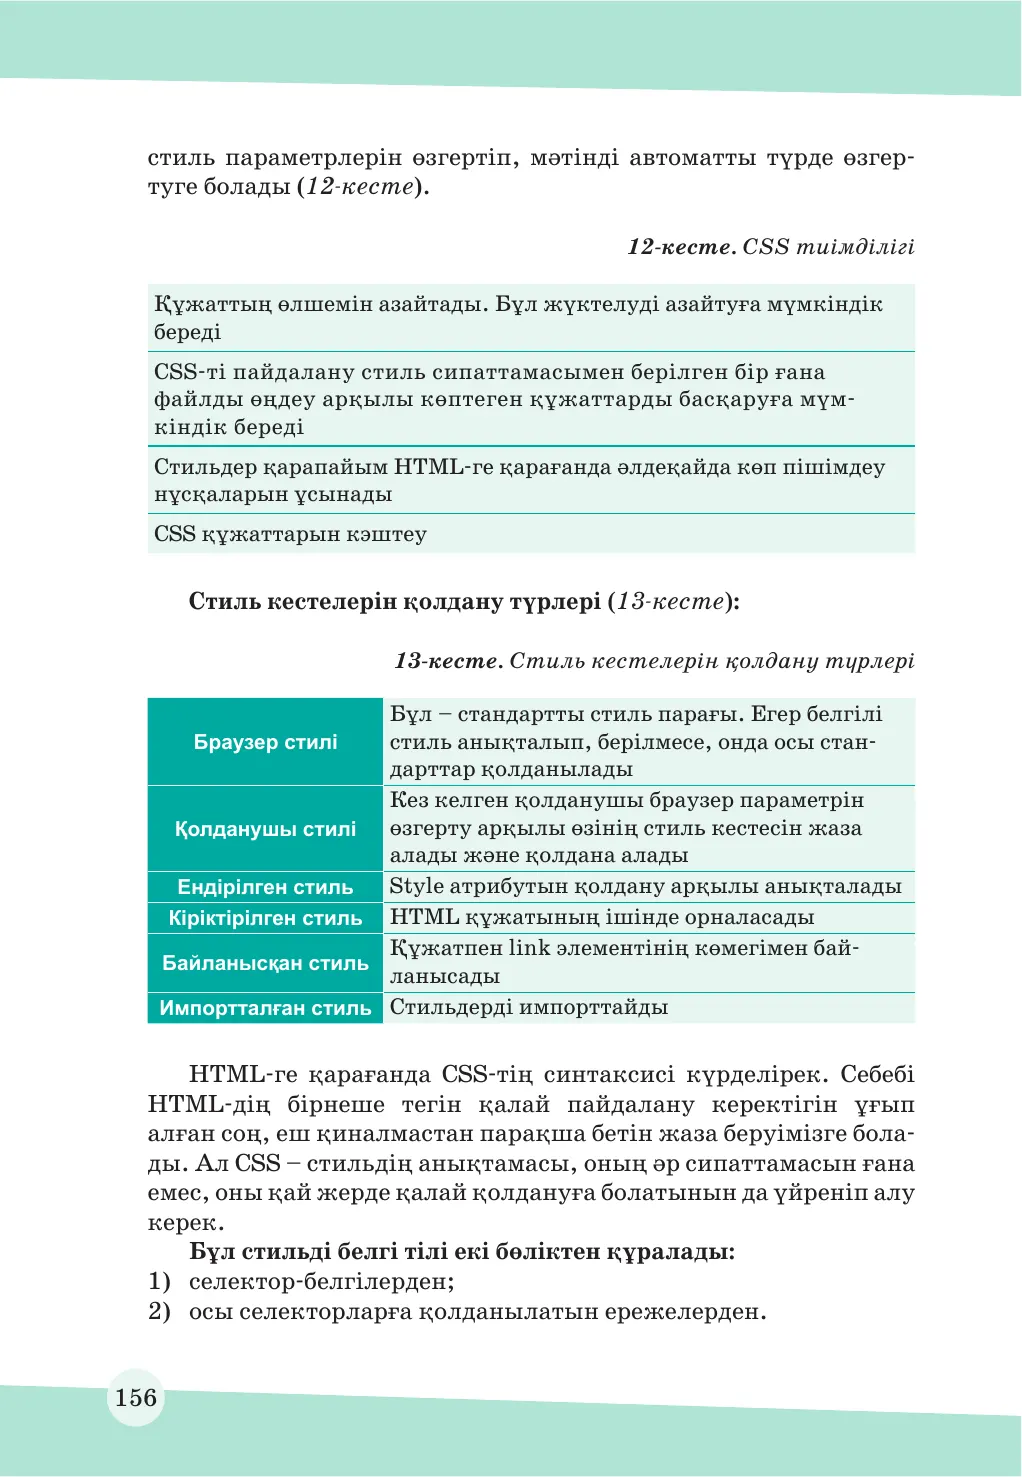 стиль параметрлерін өзгертіп, мәтінді автоматты түрде өзгер-
туге болады (12-кесте).
12-кесте. CSS тиімділігі
Құжаттың өлшемін азайтады. Бұл жүктелуді азайтуға мүмкіндік
береді
CSS-ті пайдалану стиль сипаттамасымен берілген бір ғана
файлды өңдеу арқылы көптеген құжаттарды басқаруға мүм-
кіндік береді
Стильдер қарапайым HTML-ге қарағанда әлдеқайда көп пішімдеу
нұсқаларын ұсынады
CSS құжаттарын кэштеу
Стиль кестелерін қолдану түрлері (13-кесте):
13-кесте. Стиль кестелерін қолдану түрлері
Браузер стилі
Бұл – стандартты стиль парағы. Егер белгілі
стиль анықталып, берілмесе, онда осы стан-
дарттар қолданылады
Қолданушы стилі
Кез келген қолданушы браузер параметрін
өзгерту арқылы өзінің стиль кестесін жаза
алады және қолдана алады
Ендірілген стиль
Style атрибутын қолдану арқылы анықталады
Кіріктірілген стиль
HTML құжатының ішінде орналасады
Байланысқан стиль
Құжатпен link элементінің көмегімен бай-
ланысады
Импортталған стиль
Стильдерді импорттайды
HTML-ге қарағанда CSS-тің синтаксисі күрделірек. Себебі
HTML-дің бірнеше тегін қалай пайдалану керектігін ұғып
алған соң, еш қиналмастан парақша бетін жаза беруімізге бола-
ды. Ал CSS – стильдің анықтамасы, оның әр сипаттамасын ғана
емес, оны қай жерде қалай қолдануға болатынын да үйреніп алу
керек.
Бұл стильді белгі тілі екі бөліктен құралады:
1) селектор-белгілерден;
2) осы селекторларға қолданылатын ережелерден.
156